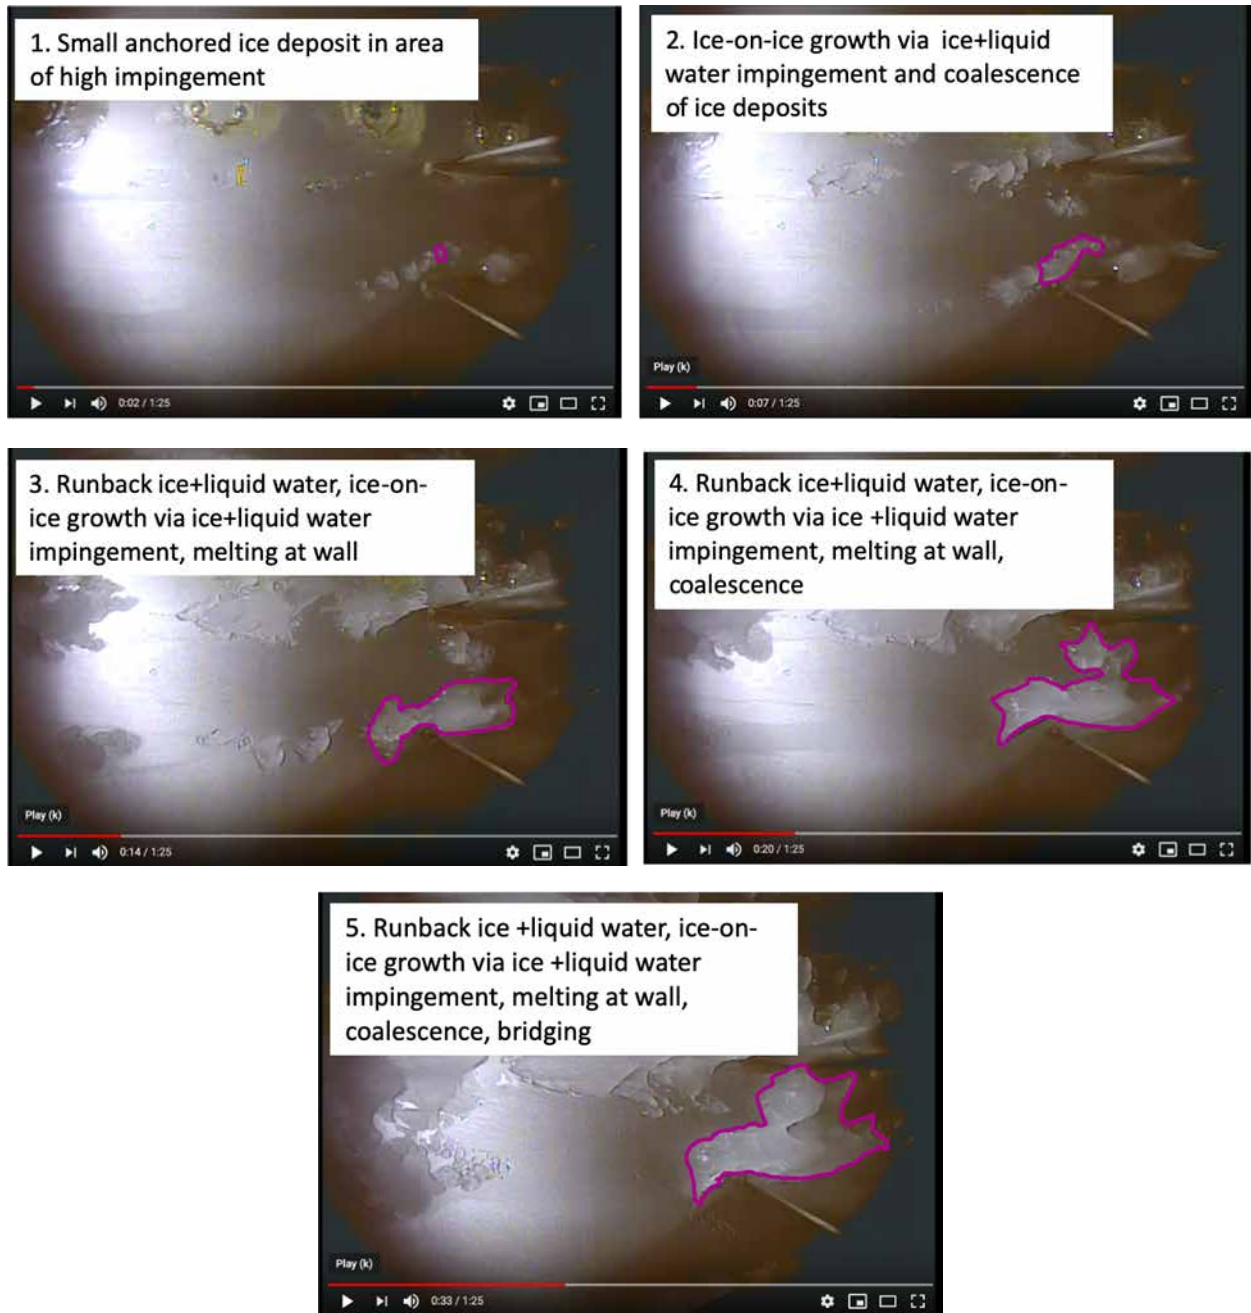 1. Small anchored ice deposit in area
of high impingement
0:02 / 1:25
2. Ice-on-ice growth via ice+liquid
water impingement and coalescence
of ice deposits
Play (k)
0:07 / 1:25
3. Runback ice+liquid water, ice-on-
ice growth via ice+liquid water
impingement, melting at wall
Play (k)
0:14 / 1:25
4. Runback ice+liquid water, ice-on-
ice growth via ice +liquid water
impingement, melting at wall,
coalescence
Play (k)
0:20 / 1:25
5. Runback ice +liquid water, ice-on-
ice growth via ice +liquid water
impingement, melting at wall,
coalescence, bridging
Play (k)
0:33 / 1:25